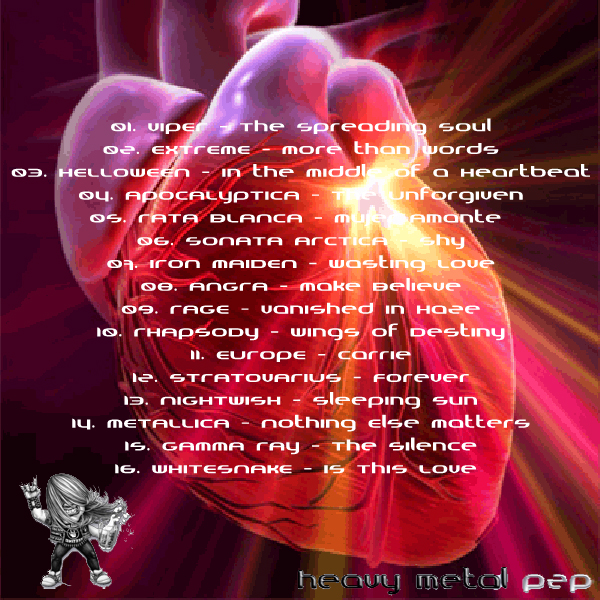 01. Viper - The Spreading Soul
02. Extreme - More Than Words
03. Helloween - In the Middle of a Heartbeat
04. Apocalyptica - The Unforgiven
05. Rata Blanca - Mujer Amante
06. Sonata Arctica - Shy
07. Iron Maiden - Wasting Love
08. Angra - Make Believe
09. Rage - Vanished in Haze
10. Rhapsody - Wings of Destiny
11. Europe - Carrie
12. Stratovarius - Forever
13. Nightwish - Sleeping Sun
14. Metallica - Nothing Else Matters
15. Gamma Ray - The Silence
16. Whitesnake - Is This Love
Heavy Metal P2P